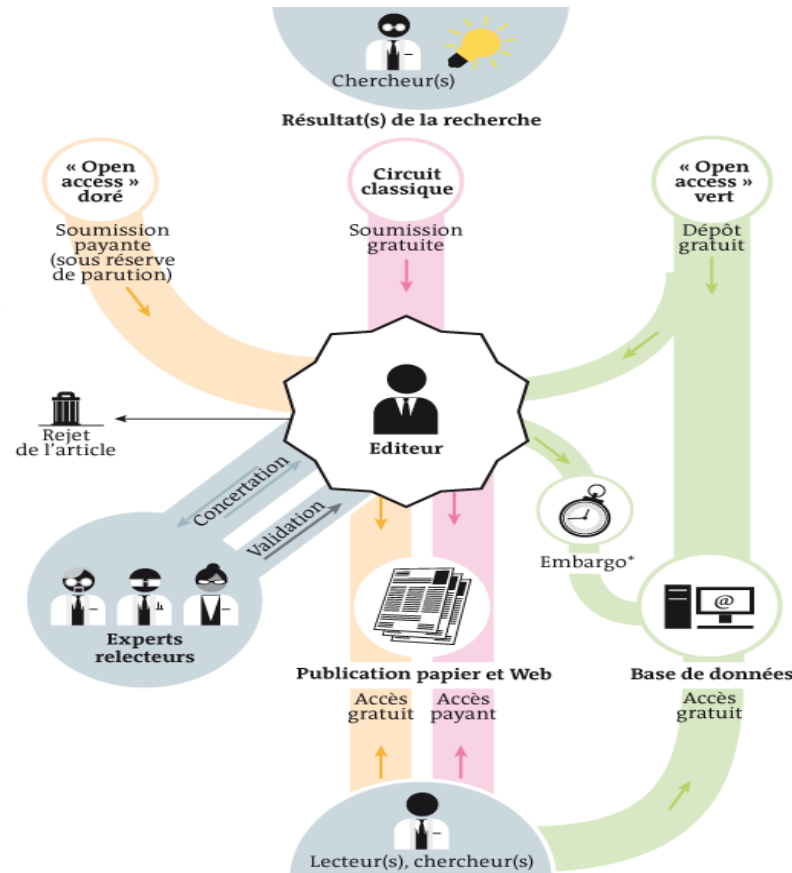 Chercheur(s)
Résultat(s) de la recherche
« Open
access »
doré
Soumission
payante
(sous réserve
de parution)
Circuit
classique
Soumission
gratuite
« Open
access »
vert
Dépôt
gratuit
Editeur
Rejet
de l’article
Concertation
Validation
Experts
relecteurs
Embargo*
@
Publication papier et Web
Base de données
Accès
gratuit
Accès
payant
Accès
gratuit
Lecteur(s), chercheur(s)